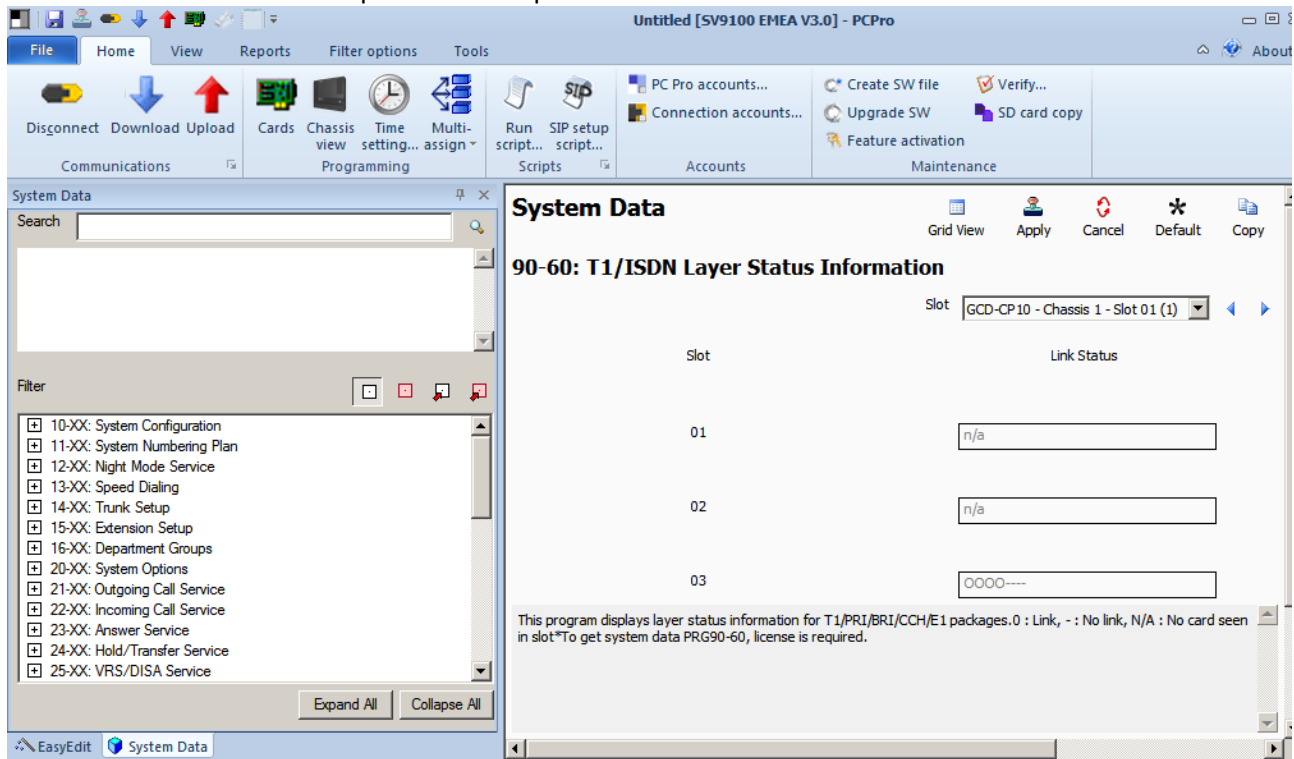 Untitled [SV9100 EMEA V3.0] - PCPro
File Home View Reports Filter options Tools About
Disconnect Download Upload
Communications
Cards Chassis view Time setting... Multi-assign
Programming
Run script... SIP setup script...
Scripts
PC Pro accounts...
Connection accounts...
Accounts
Create SW file Verify...
Upgrade SW SD card copy
Feature activation
Maintenance
System Data
Search
Filter
10-XX: System Configuration
11-XX: System Numbering Plan
12-XX: Night Mode Service
13-XX: Speed Dialing
14-XX: Trunk Setup
15-XX: Extension Setup
16-XX: Department Groups
20-XX: System Options
21-XX: Outgoing Call Service
22-XX: Incoming Call Service
23-XX: Answer Service
24-XX: Hold/Transfer Service
25-XX: VRS/DISA Service
Expand All Collapse All
EasyEdit System Data
System Data
Grid View Apply Cancel Default Copy
90-60: T1/ISDN Layer Status Information
Slot GCD-CP10 - Chassis 1 - Slot 01 (1)
Slot Link Status
01 n/a
02 n/a
03 OOOO----
This program displays layer status information for T1/PRI/BRI/CCH/E1 packages.0 : Link, - : No link, N/A : No card seen
in slot*To get system data PRG90-60, license is required.